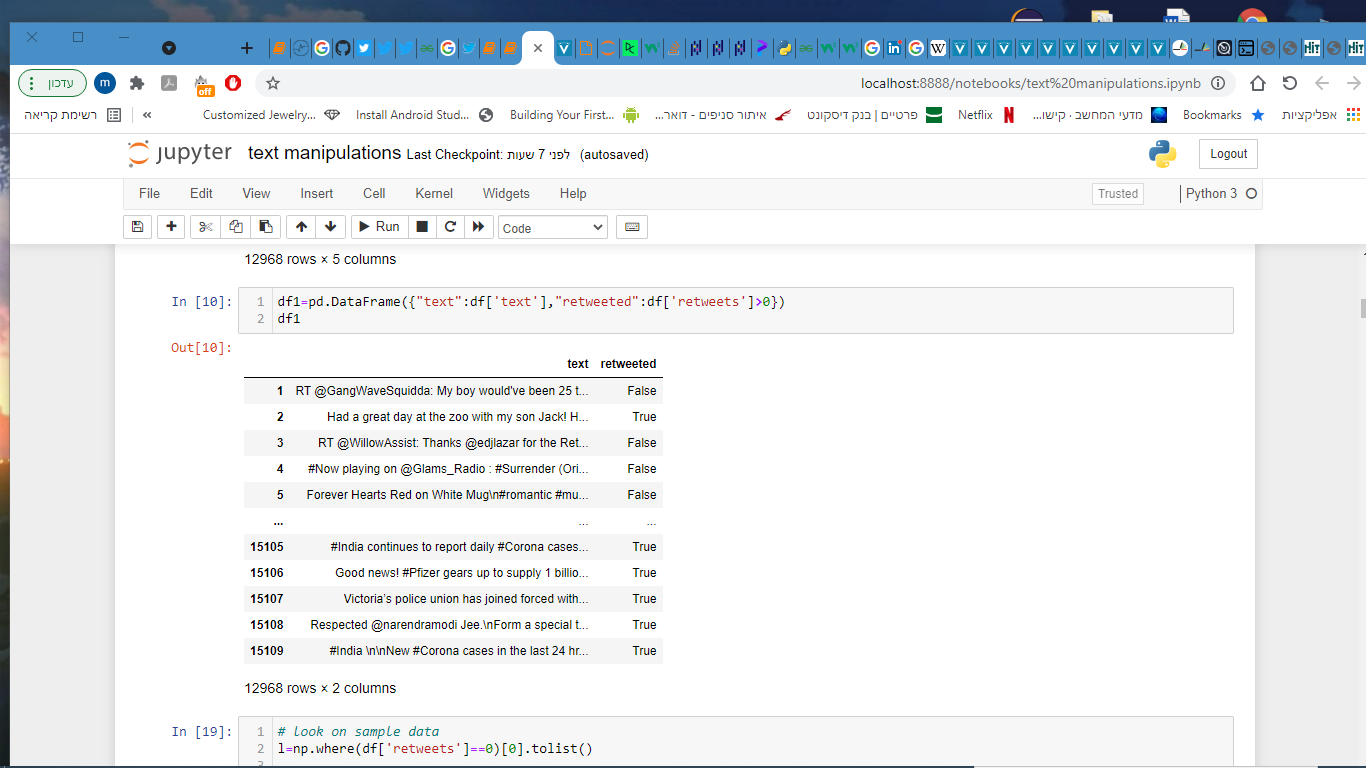 עדכון
m
off
localhost:8888/notebooks/text%20manipulations.ipynb
רשימת קריאה
«
Customized Jewelry...
Install Android Stud...
Building Your First...
איתור סניפים - דואר...
פרטיים | בנק דיסקונט
Netflix
מדעי המחשב - קישו...
Bookmarks
אפליקציות
jupyter text manipulations Last Checkpoint: לפני 7 שעות (autosaved)
Logout
File Edit View Insert Cell Kernel Widgets Help
Trusted
Python 3
Run
Code
12968 rows × 5 columns
In [10]:
1 df1=pd.DataFrame({"text":df['text'],"retweeted":df['retweets']>0})
2 df1
Out[10]:
text retweeted
1 RT @GangWaveSquidda: My boy would've been 25 t... False
2 Had a great day at the zoo with my son Jack! H... True
3 RT @WillowAssist: Thanks @edjlazar for the Ret... False
4 #Now playing on @Glams_Radio : #Surrender (Ori... False
5 Forever Hearts Red on White Mug\n#romantic #mu... False
... ... ...
15105 #India continues to report daily #Corona cases... True
15106 Good news! #Pfizer gears up to supply 1 billio... True
15107 Victoria's police union has joined forced with... True
15108 Respected @narendramodi Jee.\nForm a special t... True
15109 #India \n\nNew #Corona cases in the last 24 hr... True
12968 rows × 2 columns
In [19]:
1 # look on sample data
2 l=np.where(df['retweets']==0)[0].tolist()